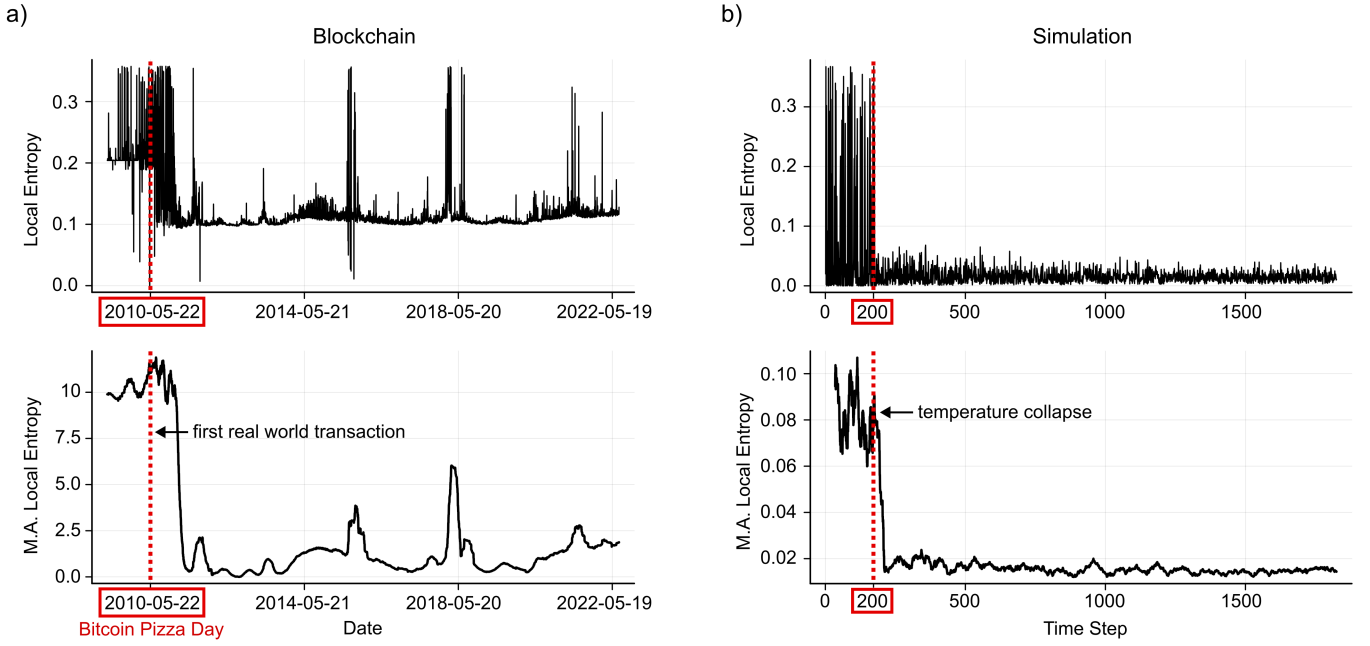 a)
Blockchain
Local Entropy
0.3
0.2
0.1
0.0
2010-05-22
2014-05-21
2018-05-20
2022-05-19
M.A. Local Entropy
10
7.5
5.0
2.5
0.0
first real world transaction
2010-05-22
2014-05-21
2018-05-20
2022-05-19
Bitcoin Pizza Day
Date
b)
Simulation
Local Entropy
0.3
0.2
0.1
0.0
0
200
500
1000
1500
M.A. Local Entropy
0.10
0.08
0.06
0.04
0.02
temperature collapse
0
200
500
1000
1500
Time Step